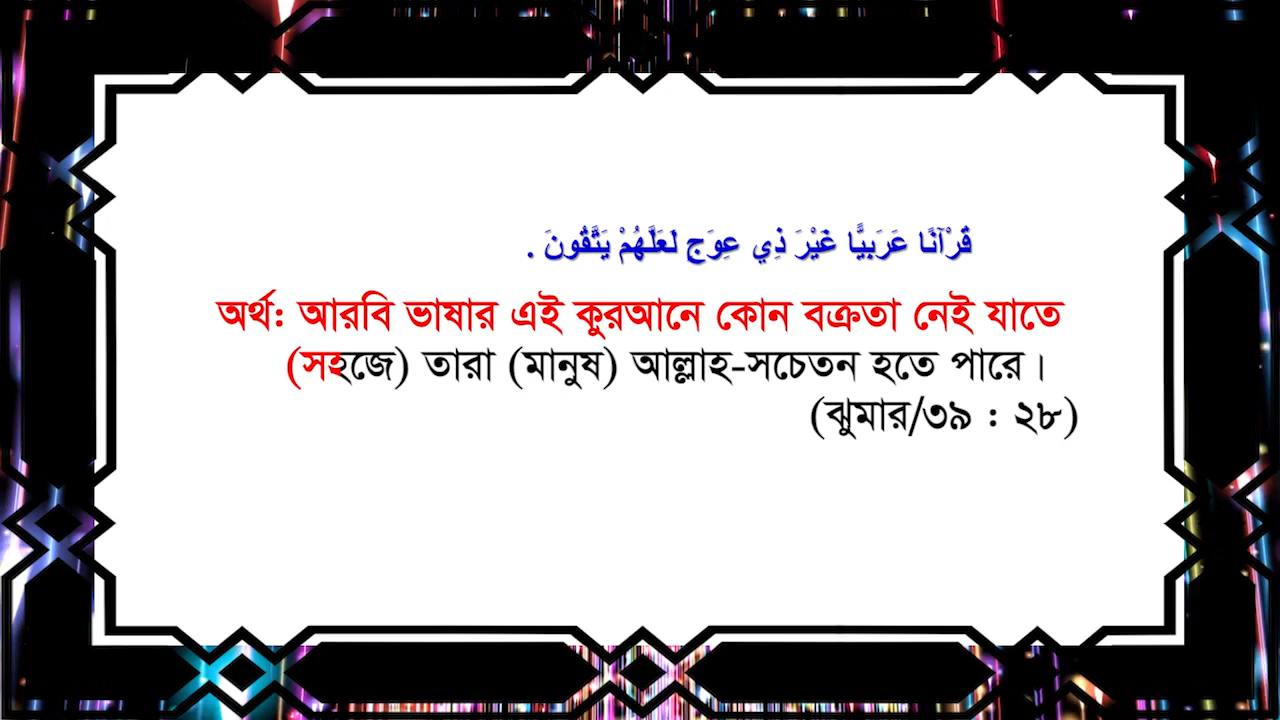 قُرْآنًا عَرَبِيًّا غَيْرَ ذِي عِوَجٍ لَعَلَّهُمْ يَتَّقُونَ .
অর্থ: আরবি ভাষার এই কুরআনে কোন বক্রতা নেই যাতে
(সহজে) তারা (মানুষ) আল্লাহ-সচেতন হতে পারে।
(ঝুমার/৩৯ : ২৮)